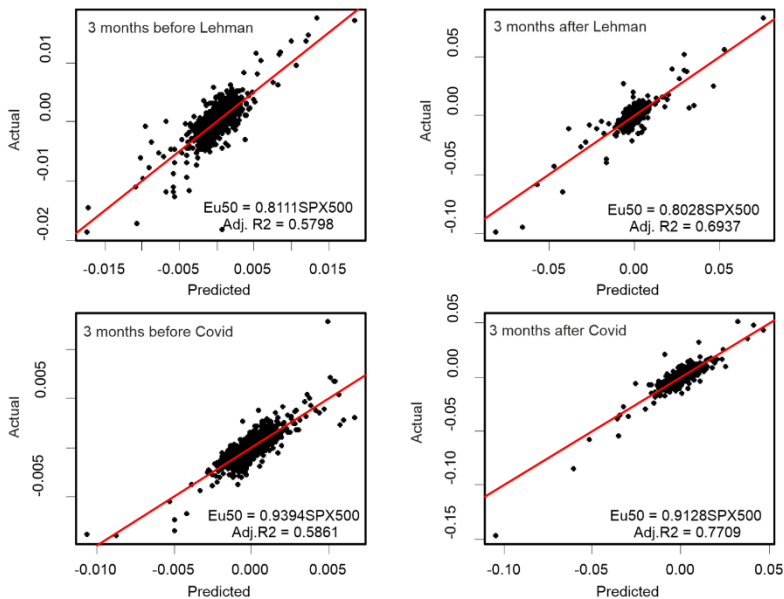 3 months before Lehman
Actual
0.01
0.00
-0.01
-0.02
Eu50 = 0.8111SPX500
Adj. R2 = 0.5798
-0.015
-0.005
0.005
0.015
Predicted
3 months after Lehman
Actual
0.05
0.00
-0.05
-0.10
Eu50 = 0.8028SPX500
Adj. R2 = 0.6937
-0.05
0.00
0.05
Predicted
3 months before Covid
Actual
0.005
-0.005
Eu50 = 0.9394SPX500
Adj.R2 = 0.5861
-0.010
-0.005
0.000
0.005
Predicted
3 months after Covid
Actual
0.05
0.00
-0.05
-0.10
-0.15
Eu50 = 0.9128SPX500
Adj.R2 = 0.7709
-0.10
-0.05
0.00
0.05
Predicted